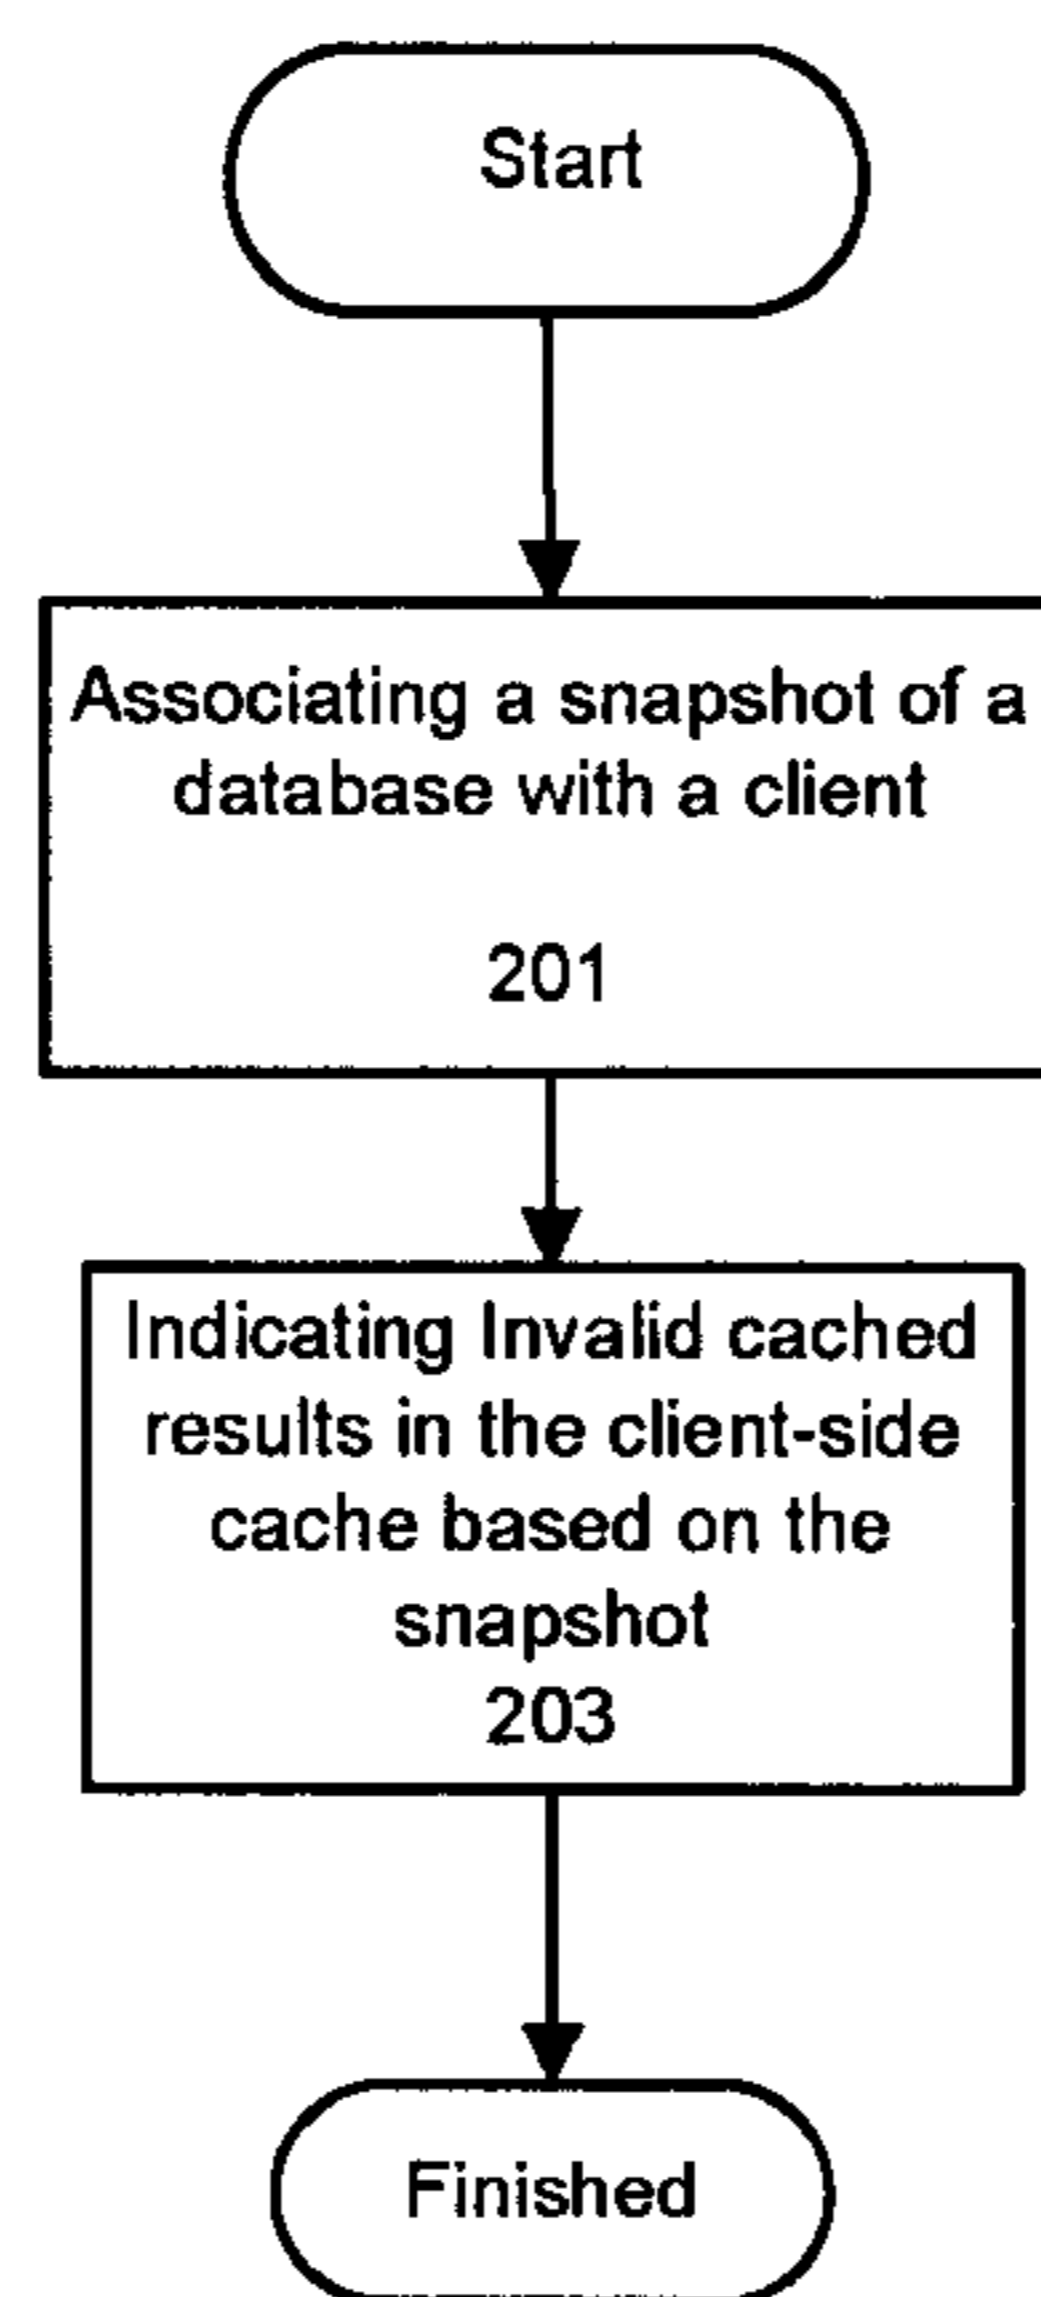 Start
Associating a snapshot of a
database with a client
201
Indicating Invalid cached
results in the client-side
cache based on the
snapshot
203
Finished